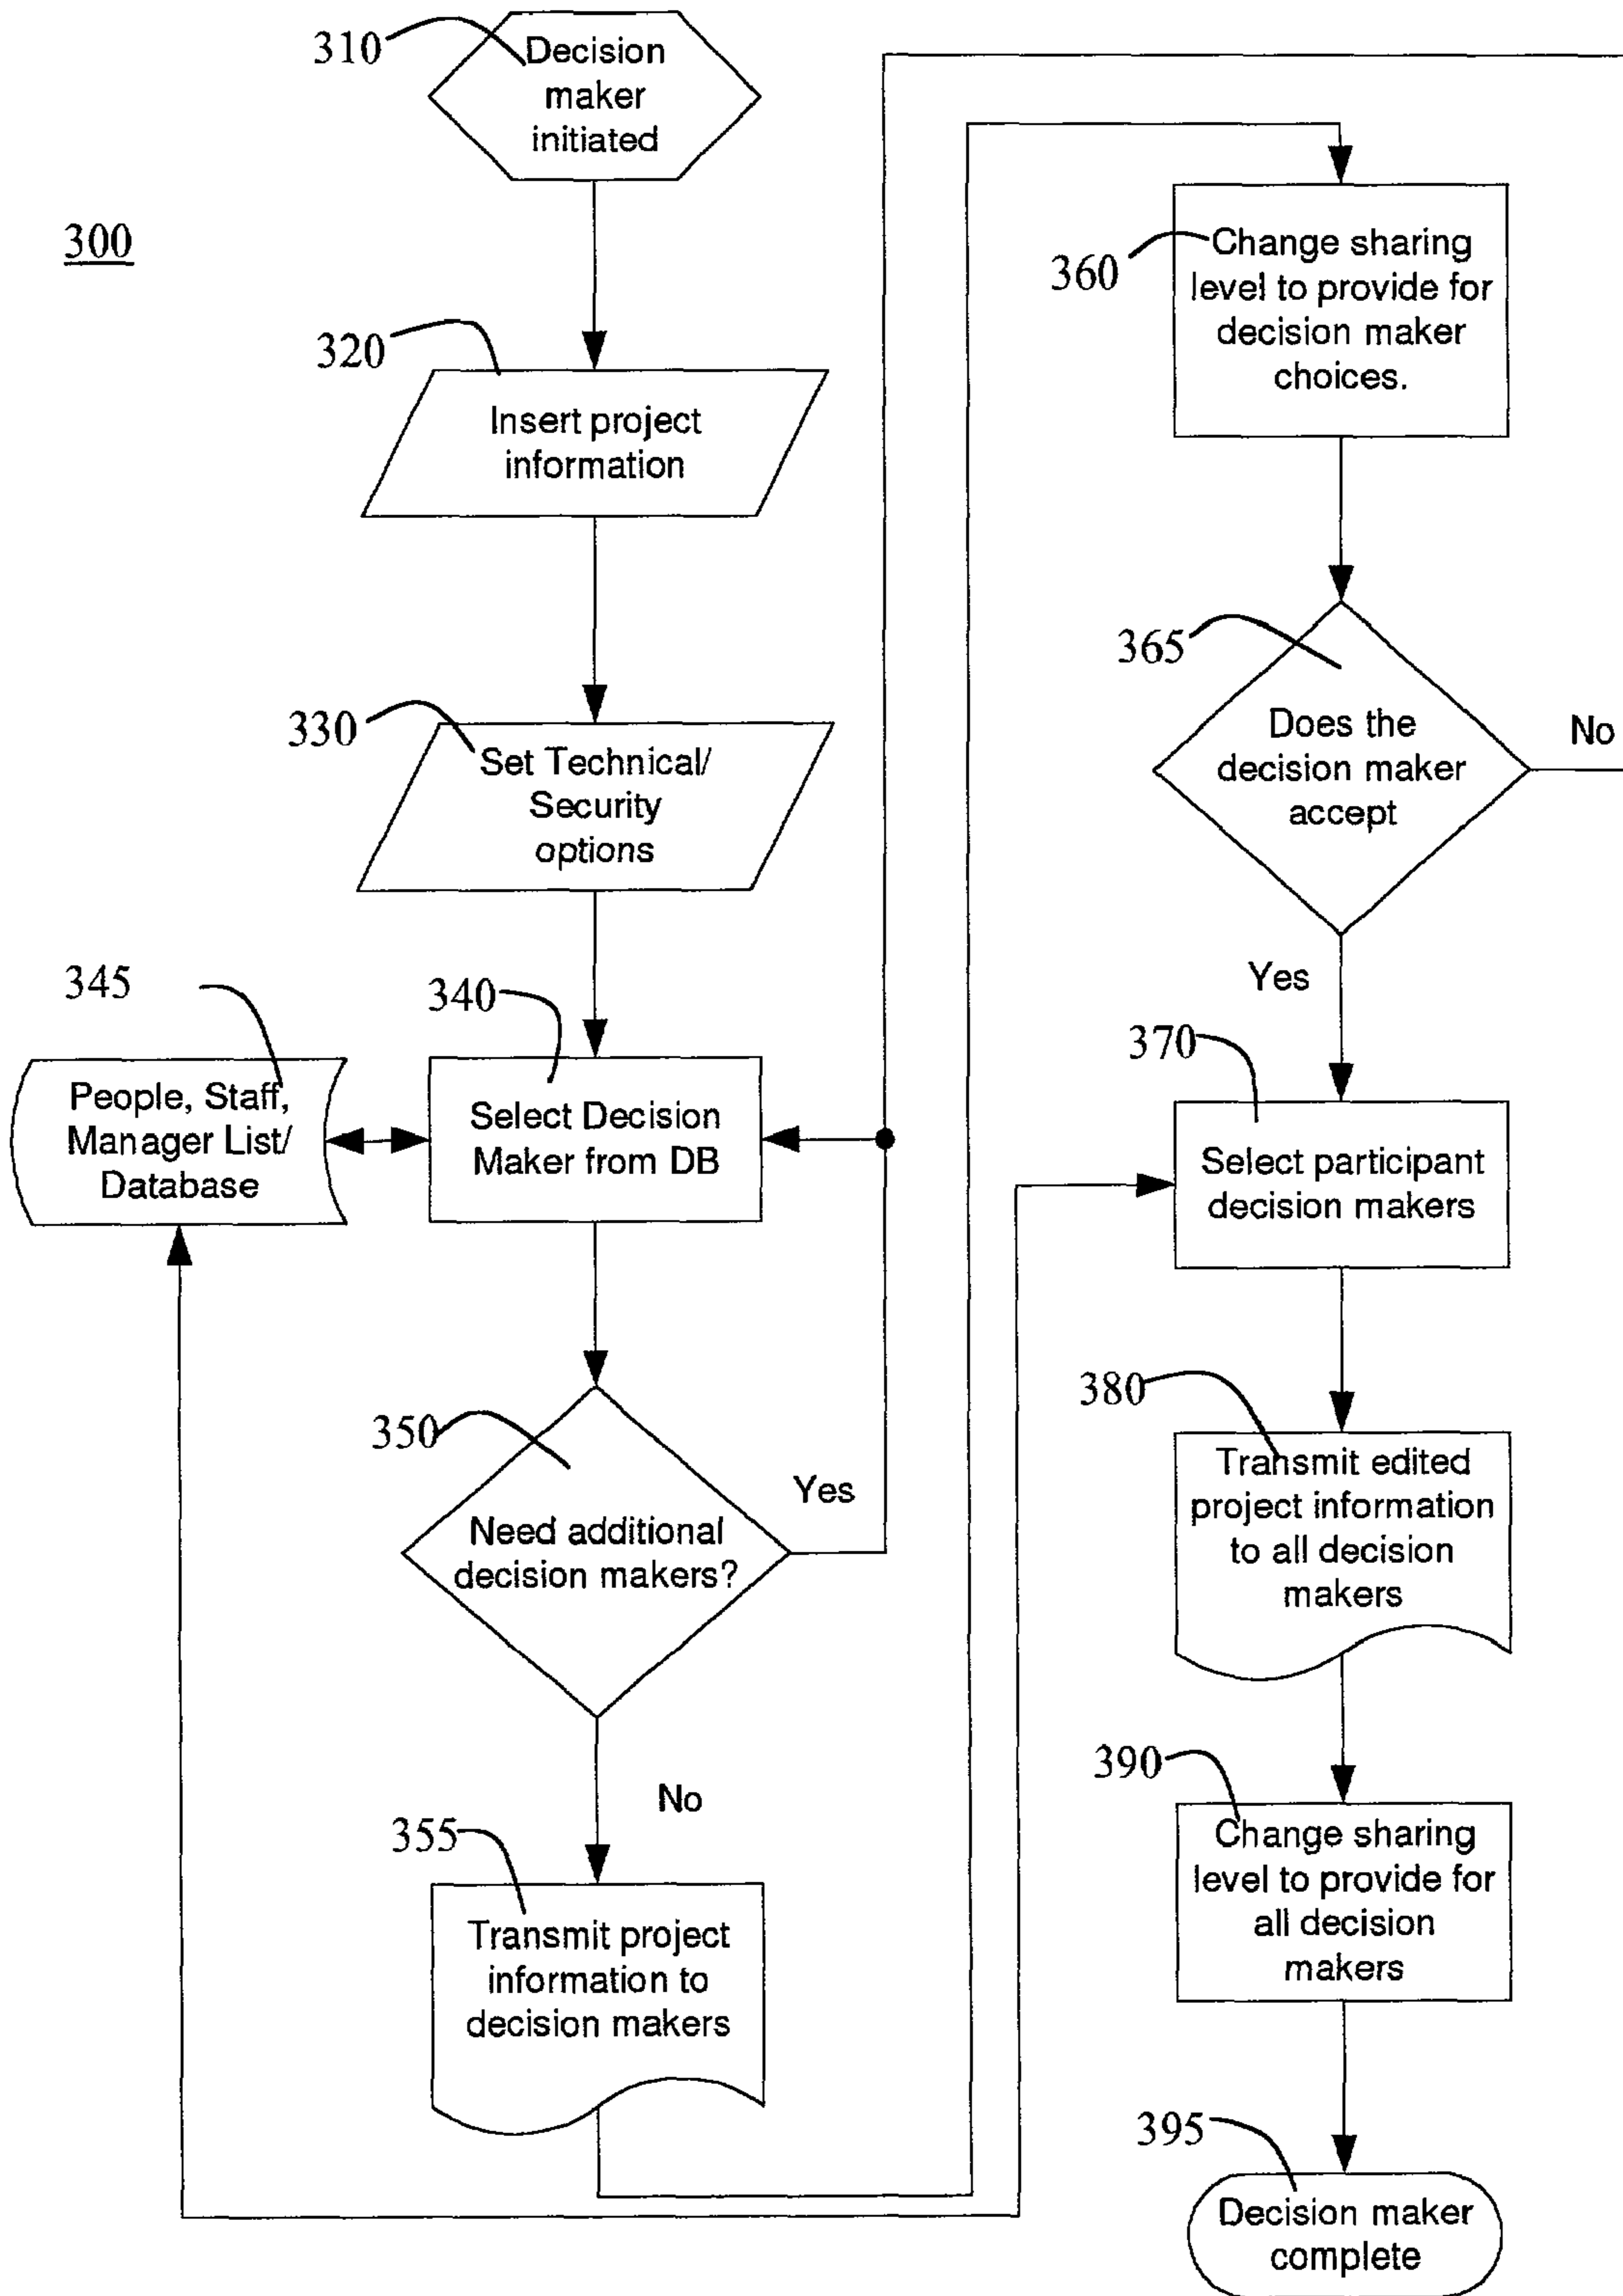 310
Decision
maker
initiated
300
320
Insert project
information
330
Set Technical/
Security
options
345
People, Staff,
Manager List/
Database
340
Select Decision
Maker from DB
350
Need additional
decision makers?
Yes
No
355
Transmit project
information to
decision makers
360
Change sharing
level to provide for
decision maker
choices.
365
Does the
decision maker
accept
No
Yes
370
Select participant
decision makers
380
Transmit edited
project information
to all decision
makers
390
Change sharing
level to provide for
all decision
makers
395
Decision maker
complete